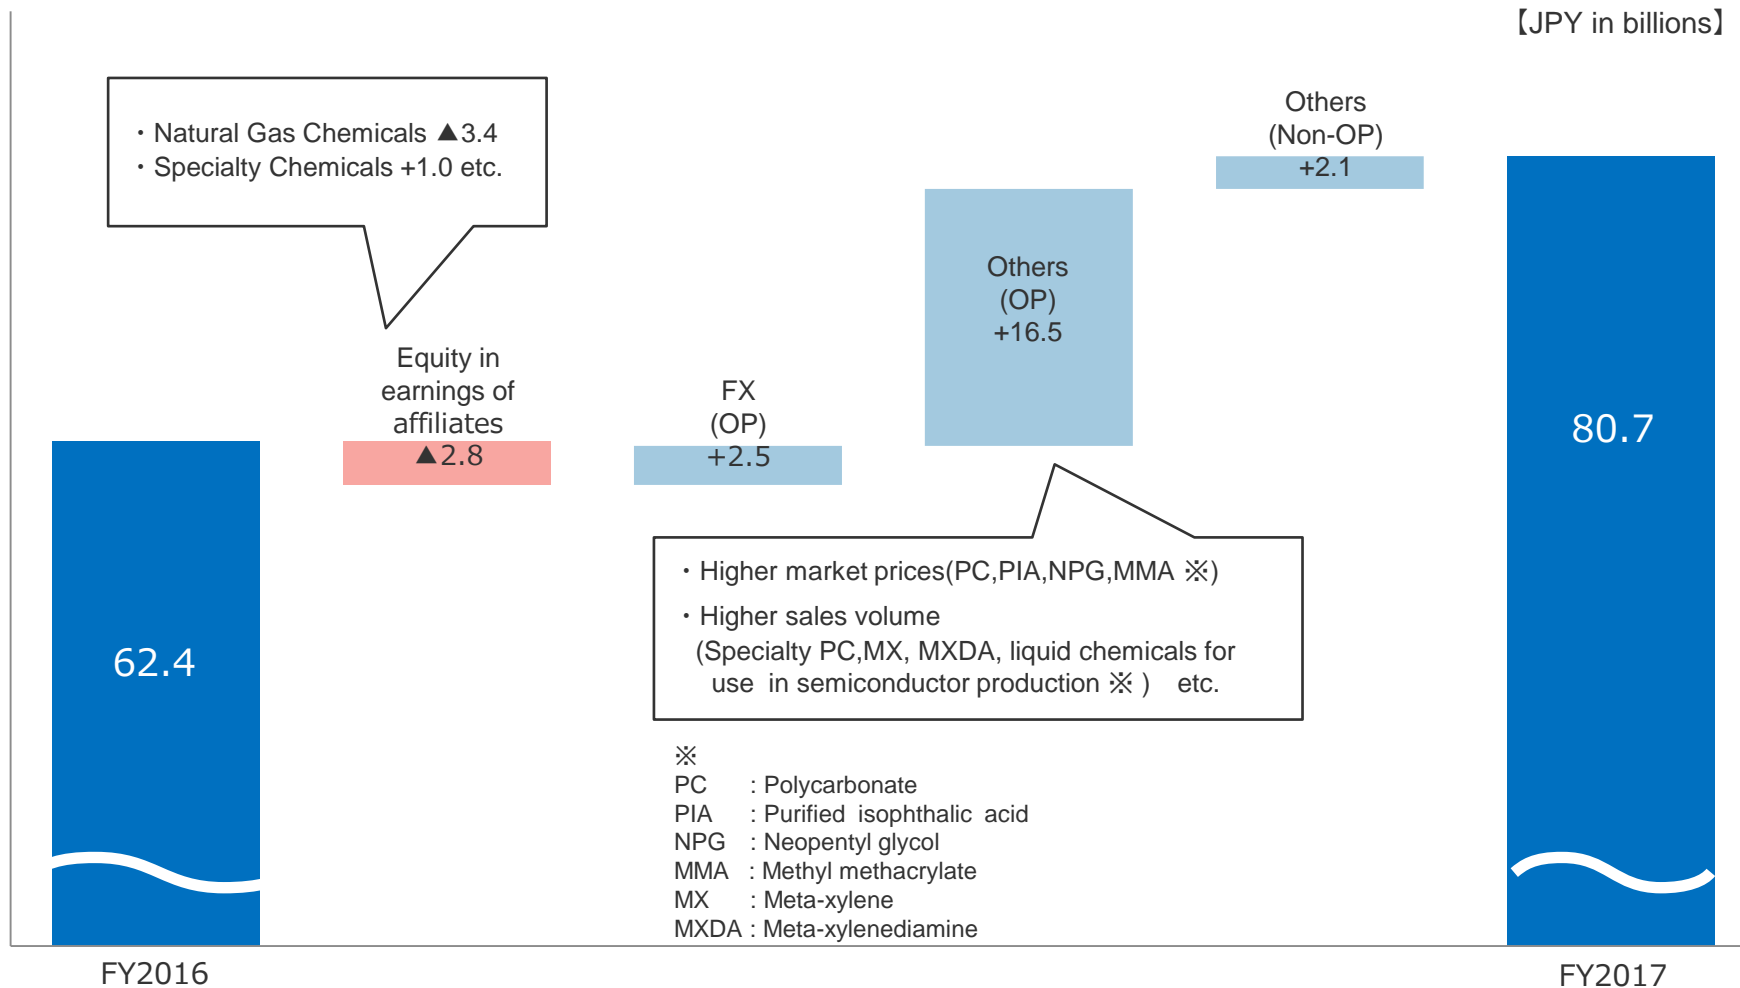 【JPY in billions】
・Natural Gas Chemicals ▲3.4
・Specialty Chemicals +1.0 etc.
Equity in
earnings of
affiliates
▲2.8
FX
(OP)
+2.5
Others
(OP)
+16.5
Others
(Non-OP)
+2.1
62.4
80.7
・Higher market prices(PC,PIA,NPG,MMA ※)
・Higher sales volume
(Specialty PC,MX, MXDA, liquid chemicals for
use in semiconductor production ※ ) etc.
※
PC : Polycarbonate
PIA : Purified isophthalic acid
NPG : Neopentyl glycol
MMA : Methyl methacrylate
MX : Meta-xylene
MXDA : Meta-xylenediamine
FY2016
FY2017